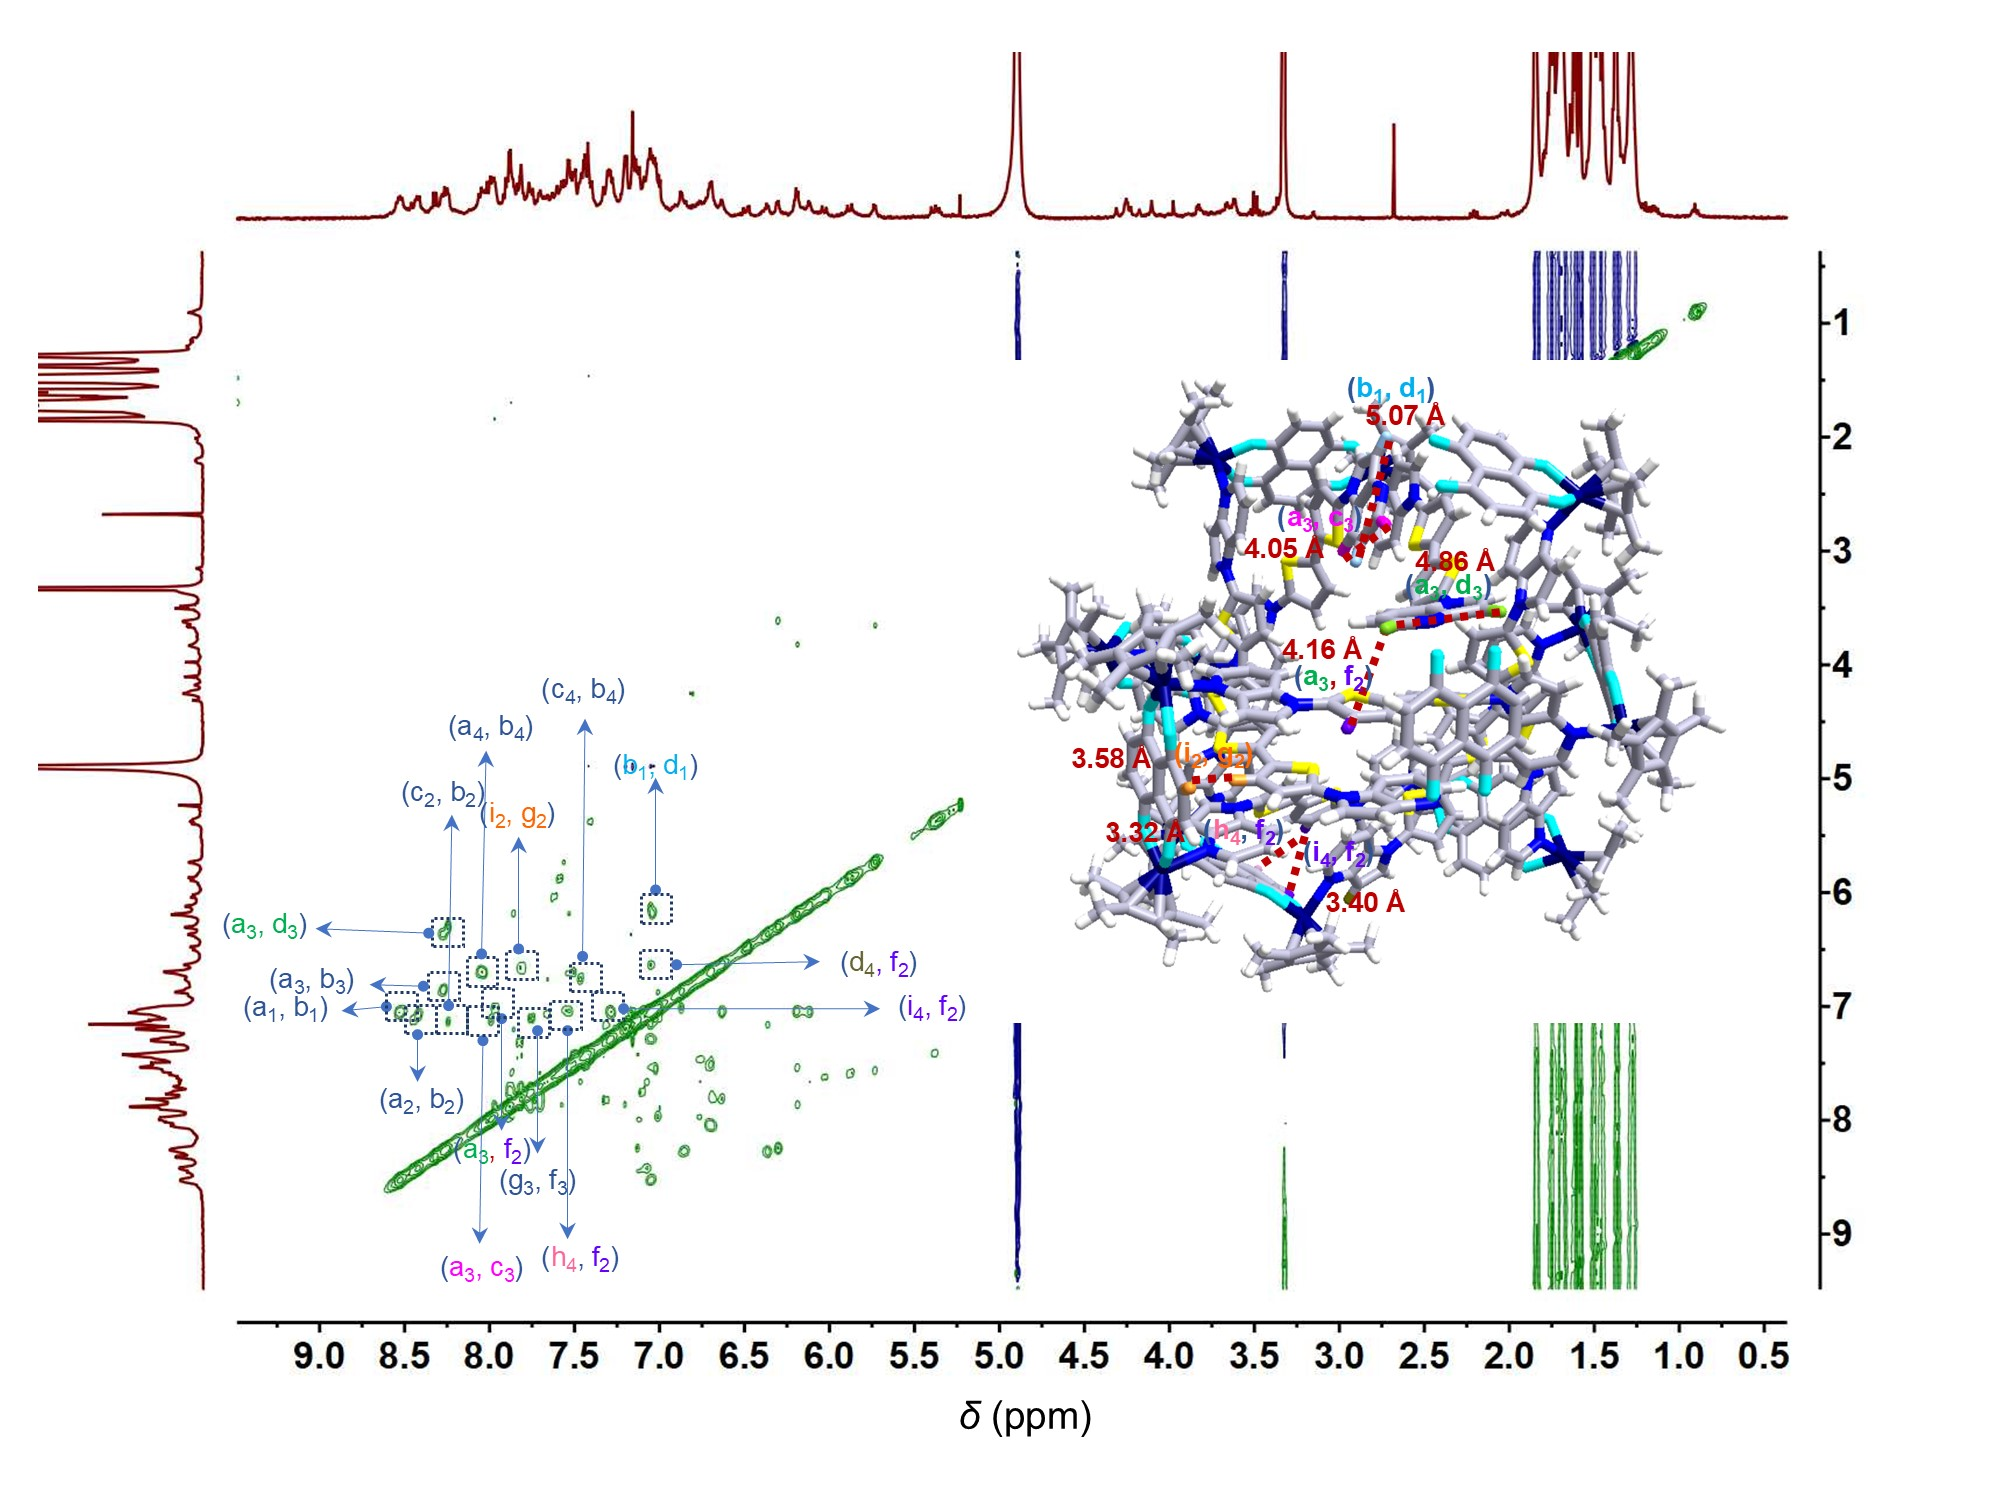 (b1, d1)
5.07 Å
(a3, c3)
4.05 Å
4.86 Å
(a3, d3)
4.16 Å
(a3, f2)
3.58 Å
(i2, g2)
3.32 Å
(h4, f2)
(i4, f2)
3.40 Å
(c4, b4)
(a4, b4)
(b1, d1)
(c2, b2)
(i2, g2)
(a3, d3)
(d4, f2)
(a3, b3)
(a1, b1)
(i4, f2)
(a2, b2)
(a3, f2)
(g3, f3)
(a3, c3)
(h4, f2)
1
2
3
4
5
6
7
8
9
9.0 8.5 8.0 7.5 7.0 6.5 6.0 5.5 5.0 4.5 4.0 3.5 3.0 2.5 2.0 1.5 1.0 0.5
δ (ppm)